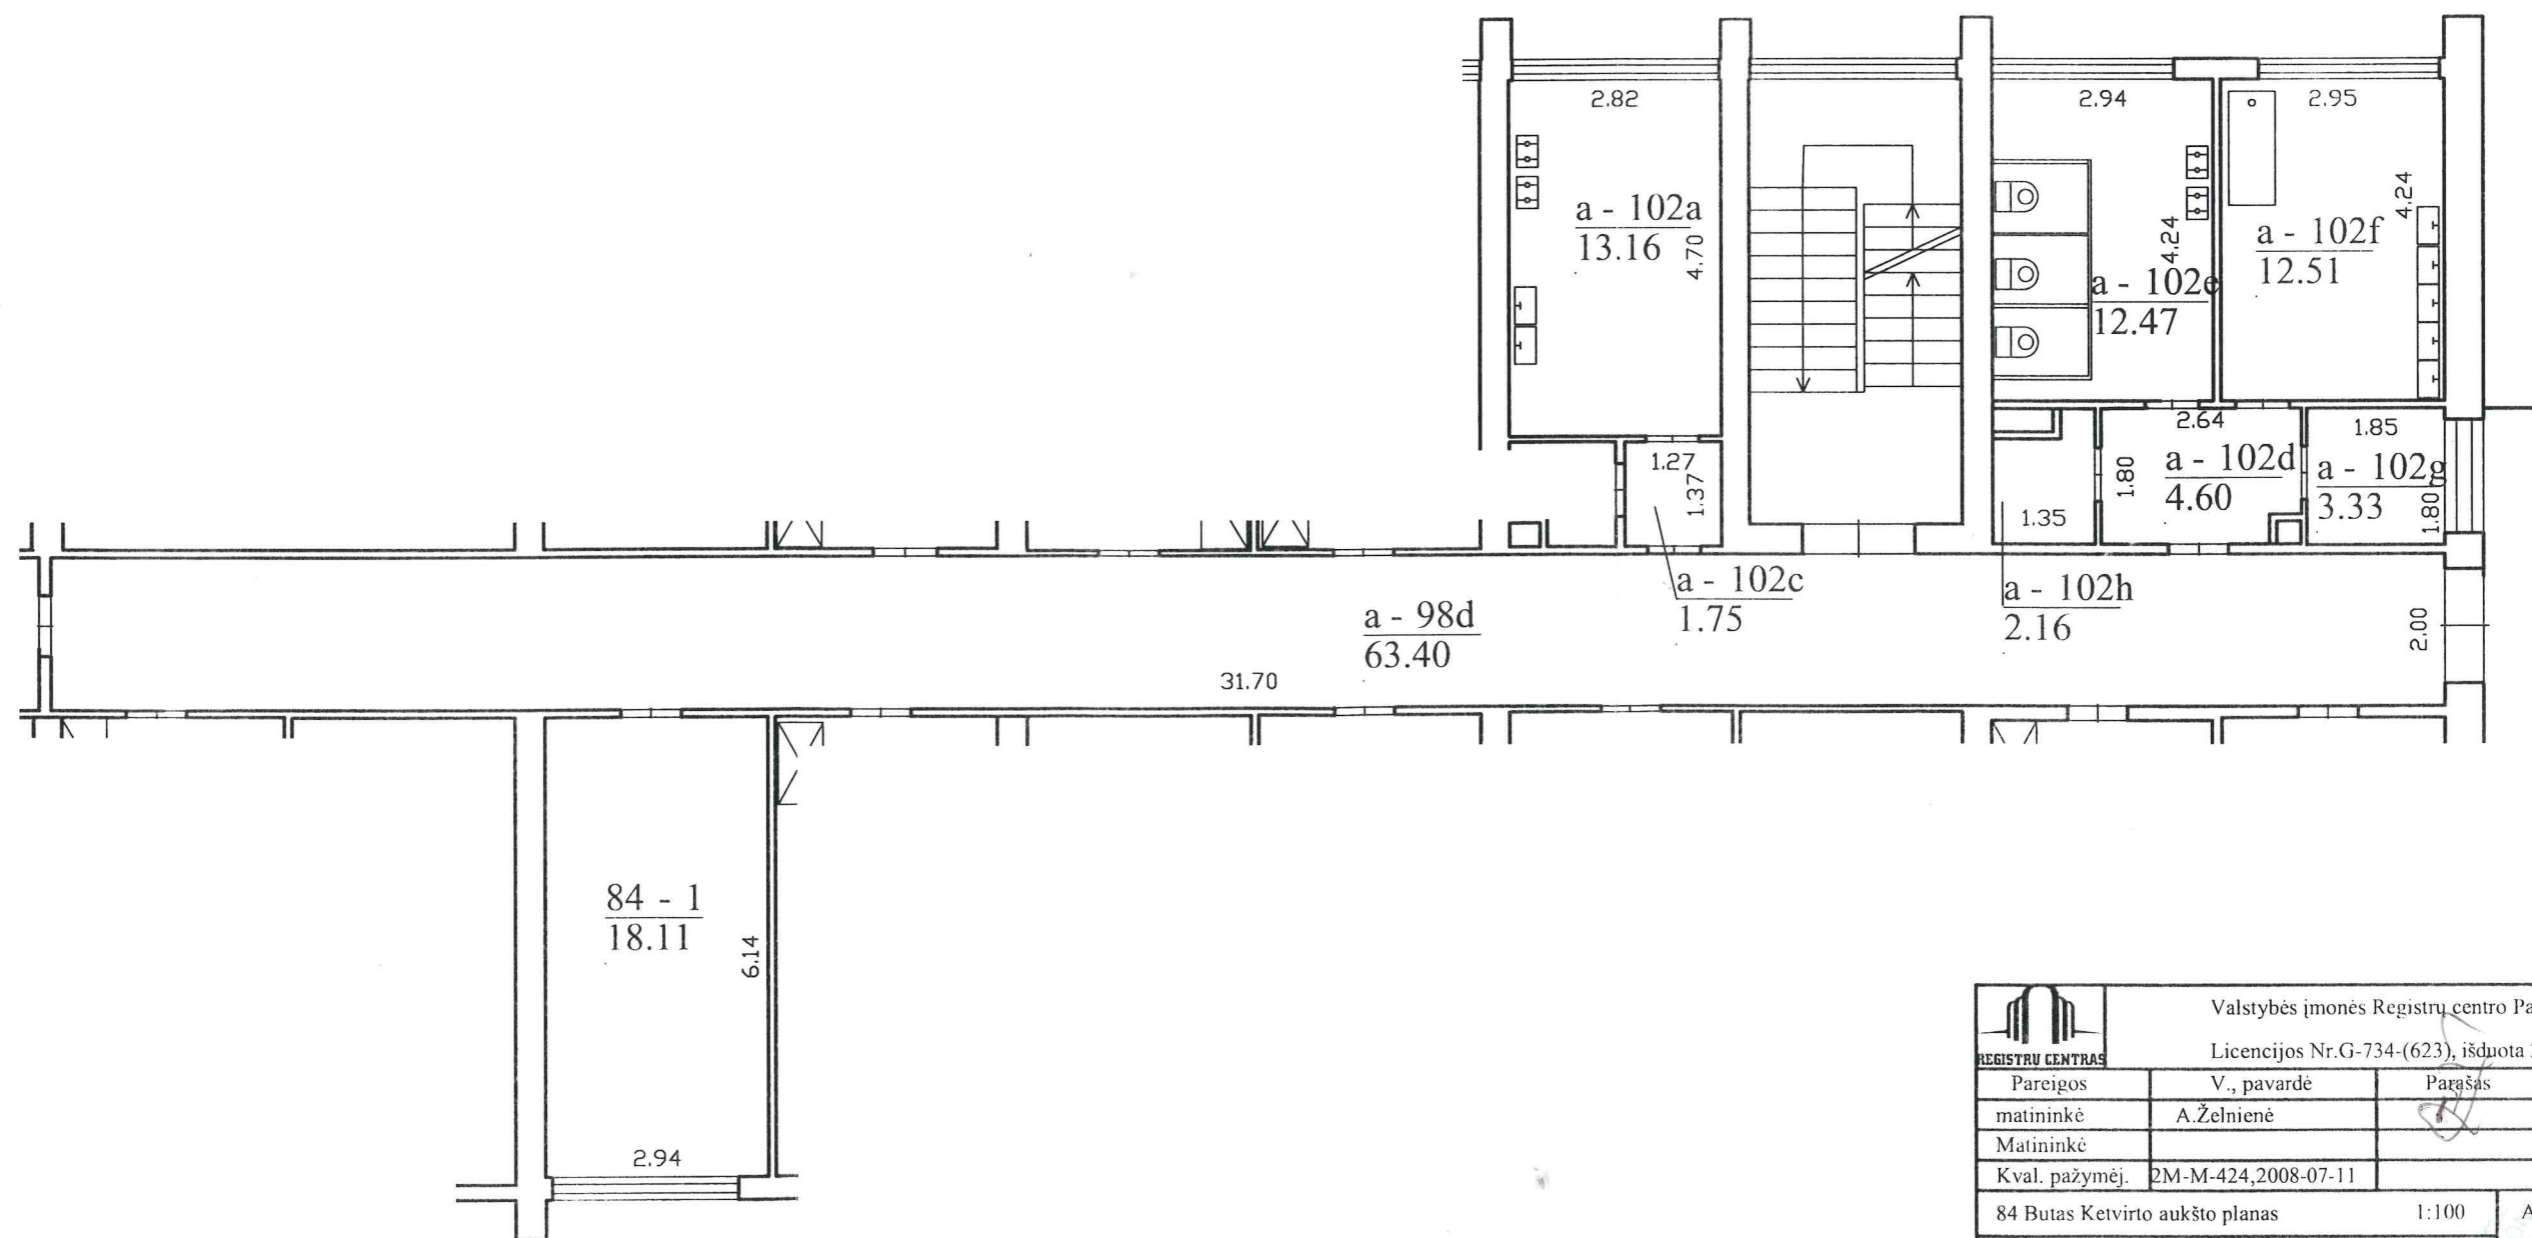 2.82
2.94
2.95
a - 102a
13.16
4.70
4.24
4.24
a - 102f
12.51
a - 102e
12.47
1.27
1.37
2.64
1.85
1.80
a - 102d
4.60
a - 102g
3.33
1.80
1.35
a - 102c
1.75
a - 102h
2.16
a - 98d
63.40
2.00
31.70
84 - 1
18.11
6.14
2.94
REGISTRU CENTRAS
Valstybės įmonės Registrų centro Pa
Licencijos Nr.G-734-(623), išduota
Pareigos V., pavardė Parašas
matininkė A.Želnienė
Matininkė
Kval. pažymėj. 2M-M-424,2008-07-11
84 Butas Ketvirto aukšto planas 1:100 A